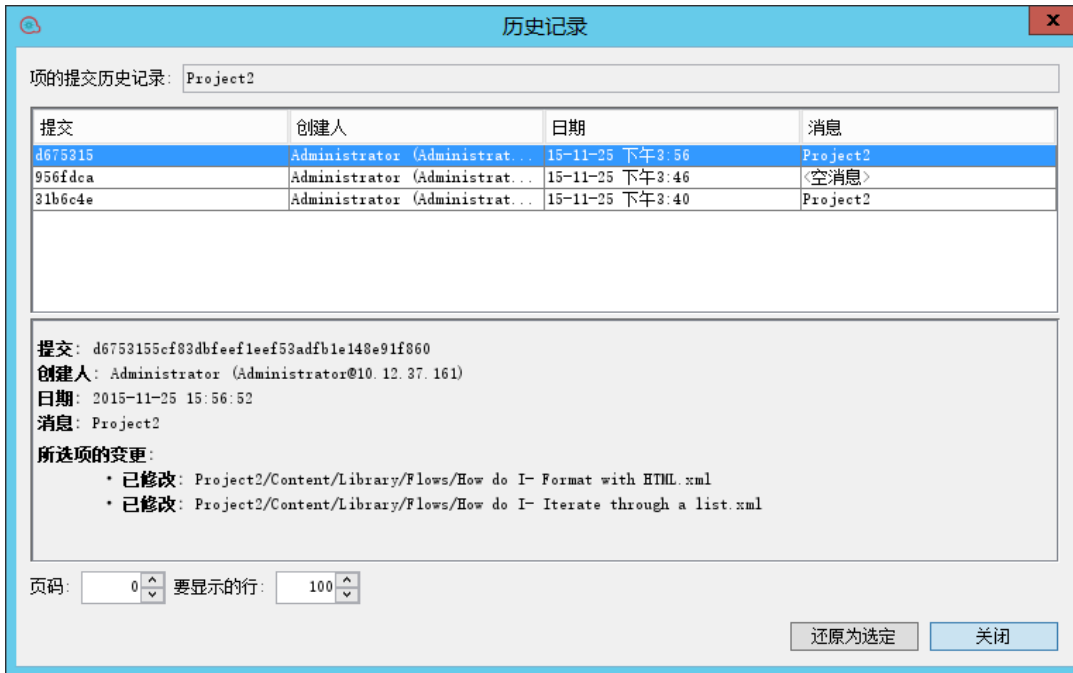 历史记录
x
项的提交历史记录: Project2
提交 创建人 日期 消息
d675315 Administrator (Administrat... 15-11-25 下午3:56 Project2
956fdca Administrator (Administrat... 15-11-25 下午3:46 <空消息>
31b6c4e Administrator (Administrat... 15-11-25 下午3:40 Project2
提交: d6753155cf83dbfeef1eef53adfb1e148e91f860
创建人: Administrator (Administrator@10.12.37.161)
日期: 2015-11-25 15:56:52
消息: Project2
所选项的变更:
• 已修改: Project2/Content/Library/Flows/How do I- Format with HTML.xml
• 已修改: Project2/Content/Library/Flows/How do I- Iterate through a list.xml
页码: 0 要显示的行: 100
还原为选定 关闭